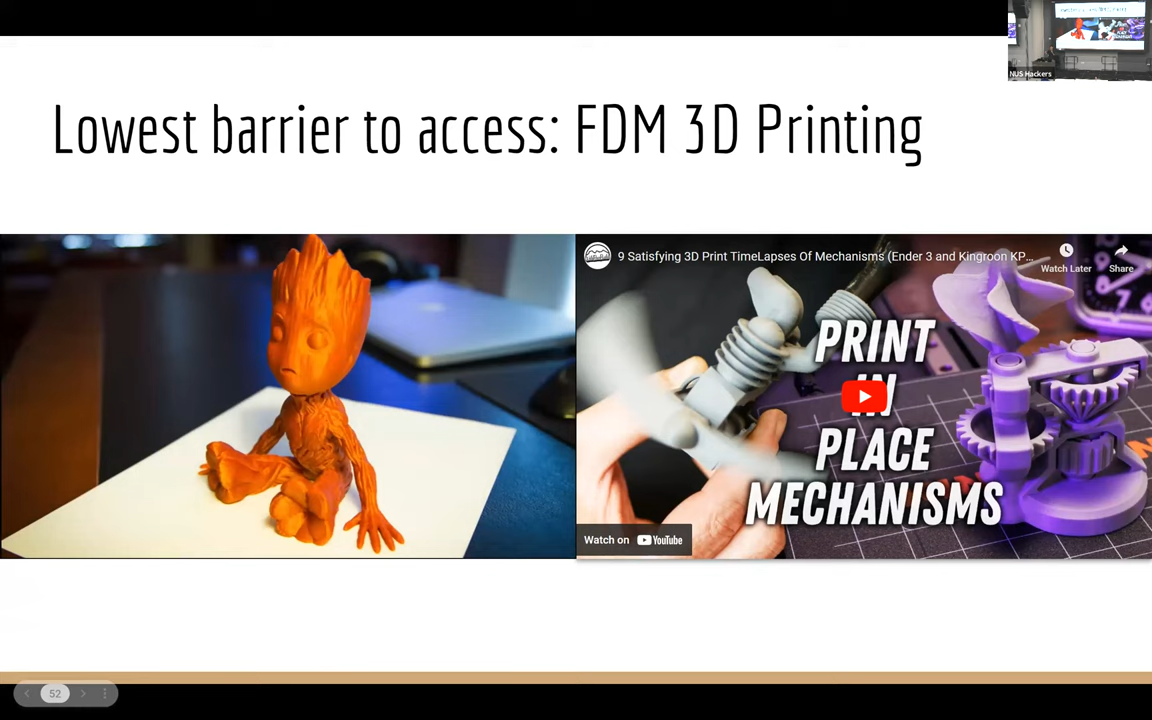 Lowest barrier to access: FDM 3D Printing
NUS Hackers
9 Satisfying 3D Print TimeLapses Of Mechanisms (Ender 3 and Kingroon KP...
Watch Later
Share
PRINT
IN
PLACE
MECHANISMS
Watch on YouTube
52